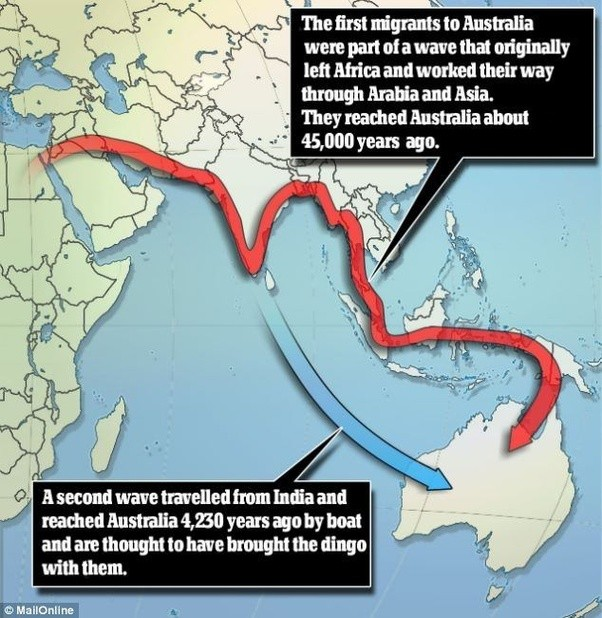 The first migrants to Australia
were part of a wave that originally
left Africa and worked their way
through Arabia and Asia.
They reached Australia about
45,000 years ago.
A second wave travelled from India and
reached Australia 4,230 years ago by boat
and are thought to have brought the dingo
with them.
© MailOnline